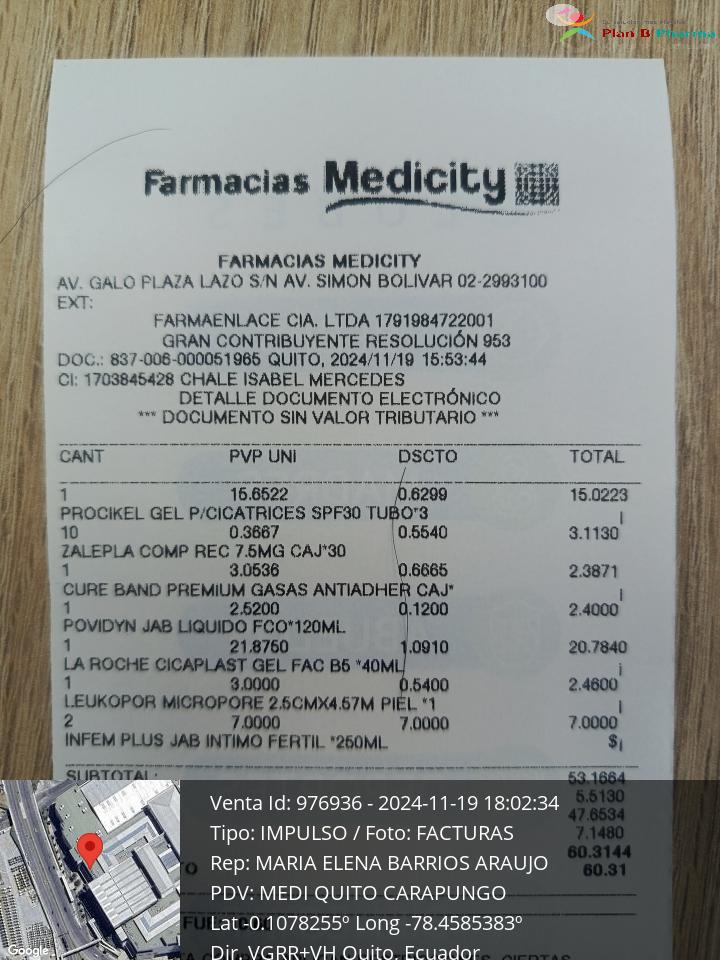 Plan B Pharma
Farmacias Medicity
FARMACIAS MEDICITY
AV. GALO PLAZA LAZO S/N AV. SIMON BOLIVAR 02-2993100
EXT:
FARMAENLACE CIA. LTDA 1791984722001
GRAN CONTRIBUYENTE RESOLUCIÓN 953
DOC.: 837-006-000051965 QUITO, 2024/11/19 15:53:44
CI: 1703845428 CHALE ISABEL MERCEDES
DETALLE DOCUMENTO ELECTRÓNICO
*** DOCUMENTO SIN VALOR TRIBUTARIO ***
CANT PVP UNI DSCTO TOTAL
1 15.6522 0.6299 15.0223
PROCIKEL GEL P/CICATRICES SPF30 TUBO*3 I
10 0.3667 0.5540 3.1130
ZALEPLA COMP REC 7.5MG CAJ*30
1 3.0536 0.6665 2.3871
CURE BAND PREMIUM GASAS ANTIADHER CAJ* I
1 2.5200 0.1200 2.4000
POVIDYN JAB LIQUIDO FCO*120ML
1 21.8750 1.0910 20.7840
LA ROCHE CICAPLAST GEL FAC B5 *40ML i
1 3.0000 0.5400 2.4600
LEUKOPOR MICROPORE 2.5CMX4.57M PIEL *1 I
2 7.0000 7.0000 7.0000
INFEM PLUS JAB INTIMO FERTIL *250ML $i
SUBTOTAL: 53.1664
5.5130
47.6534
7.1480
60.3144
60.31
Venta Id: 976936 - 2024-11-19 18:02:34
Tipo: IMPULSO / Foto: FACTURAS
Rep: MARIA ELENA BARRIOS ARAUJO
PDV: MEDI QUITO CARAPUNGO
Lat-0.1078255º Long -78.4585383º
Dir. VGRR+VH Quito, Ecuador
Google